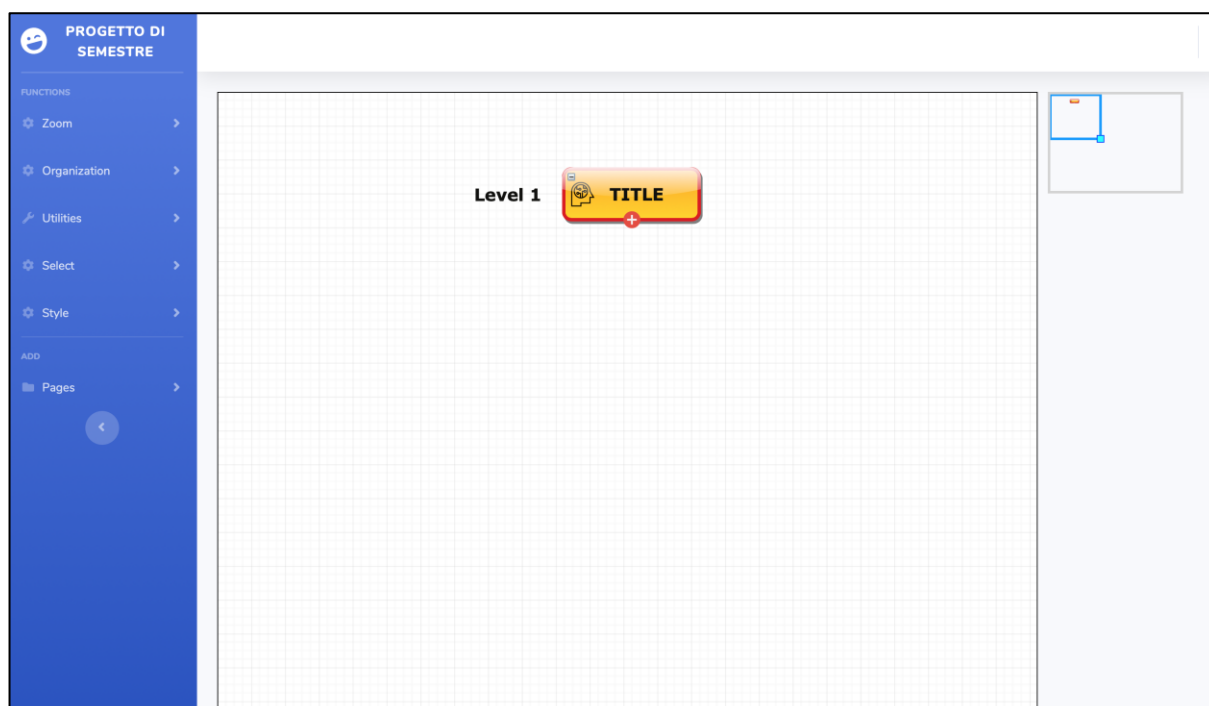 PROGETTO DI
SEMESTRE
FUNCTIONS
Zoom
Organization
Utilities
Select
Style
ADD
Pages
Level 1
TITLE